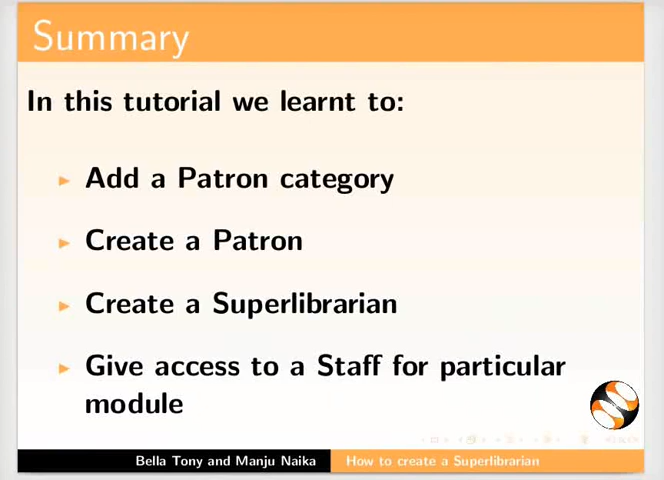 Summary
In this tutorial we learnt to:
Add a Patron category
Create a Patron
Create a Superlibrarian
Give access to a Staff for particular
module
Bella Tony and Manju Naika
How to create a Superlibrarian